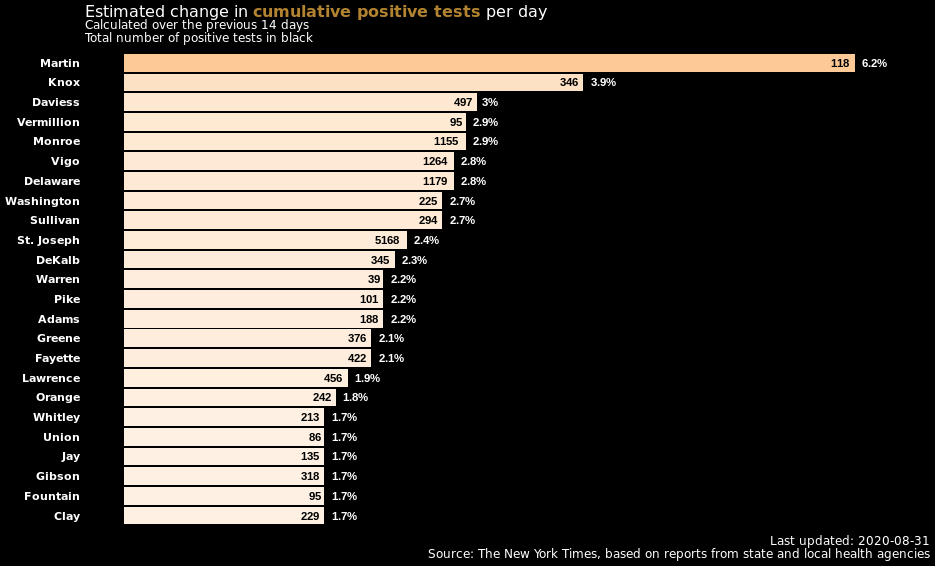 Estimated change in cumulative positive tests per day
Calculated over the previous 14 days
Total number of positive tests in black
Martin 118 6.2%
Knox 346 3.9%
Daviess 497 3%
Vermillion 95 2.9%
Monroe 1155 2.9%
Vigo 1264 2.8%
Delaware 1179 2.8%
Washington 225 2.7%
Sullivan 294 2.7%
St. Joseph 5168 2.4%
DeKalb 345 2.3%
Warren 39 2.2%
Pike 101 2.2%
Adams 188 2.2%
Greene 376 2.1%
Fayette 422 2.1%
Lawrence 456 1.9%
Orange 242 1.8%
Whitley 213 1.7%
Union 86 1.7%
Jay 135 1.7%
Gibson 318 1.7%
Fountain 95 1.7%
Clay 229 1.7%
Last updated: 2020-08-31
Source: The New York Times, based on reports from state and local health agencies